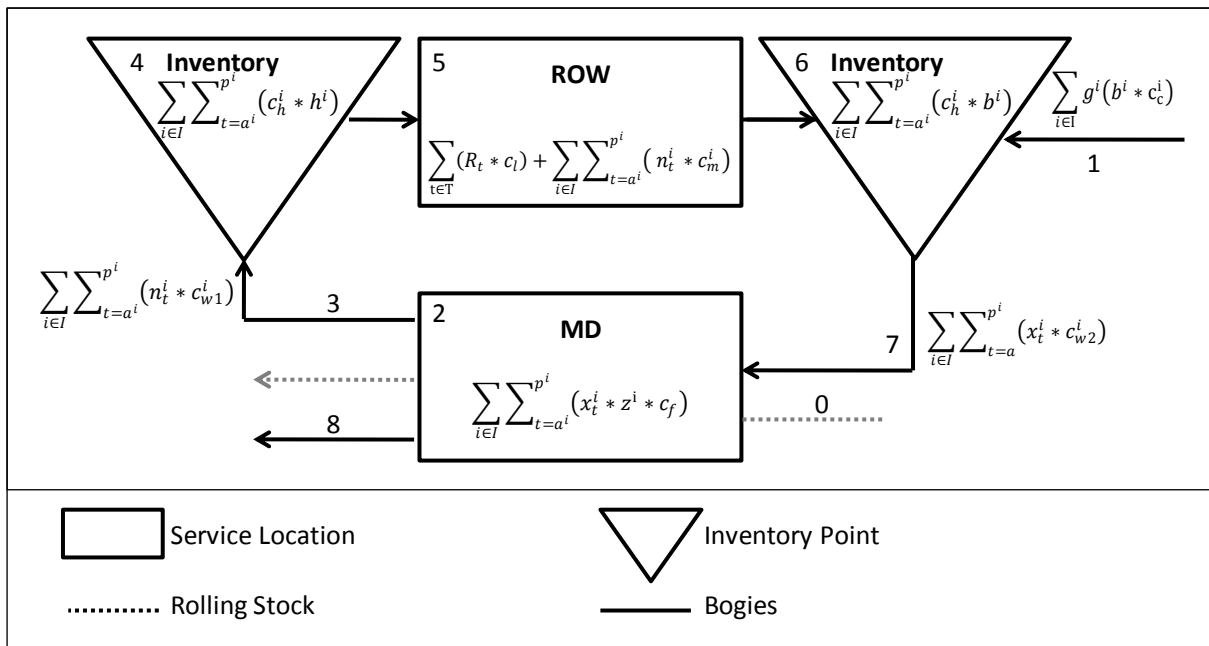 4 Inventory
∑_{i∈I} ∑_{t=a^i}^{p^i} (c_h^i * h^i)
5 ROW
∑_{t∈T} (R_t * c_l) + ∑_{i∈I} ∑_{t=a^i}^{p^i} ( n_t^i * c_m^i)
6 Inventory
∑_{i∈I} ∑_{t=a^i}^{p^i} (c_h^i * b^i)
∑_{i∈I} g^i(b^i * c_c^i)
1
∑_{i∈I} ∑_{t=a^i}^{p^i} (n_t^i * c_{w1}^i)
3
2 MD
∑_{i∈I} ∑_{t=a^i}^{p^i} (x_t^i * z^i * c_f)
7
∑_{i∈I} ∑_{t=a}^{p^i} (x_t^i * c_{w2}^i)
0
8
Service Location
Inventory Point
Rolling Stock
Bogies